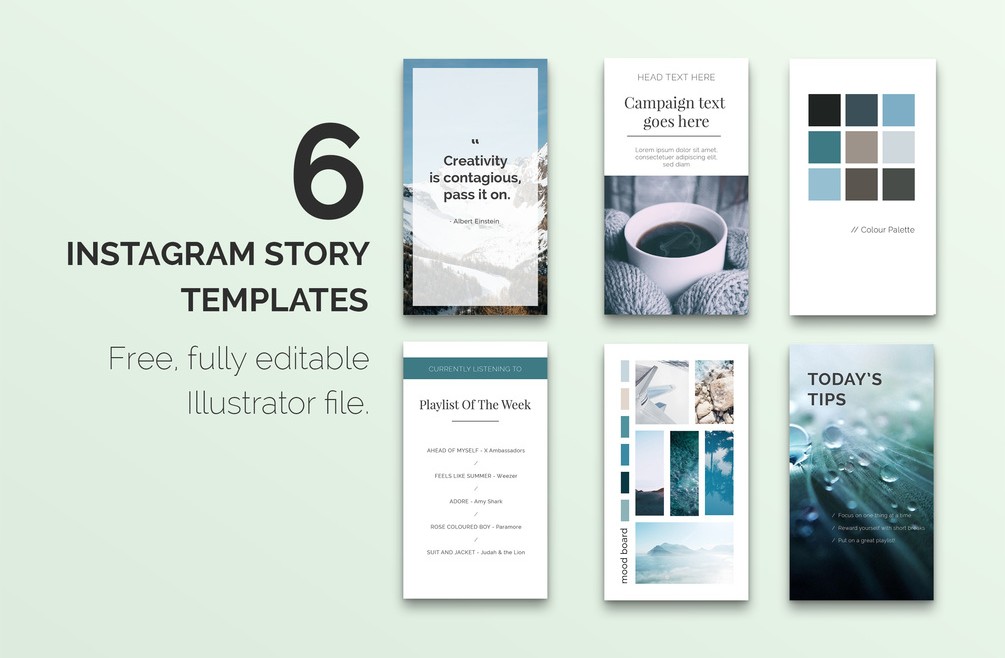 6
INSTAGRAM STORY
TEMPLATES
Free, fully editable
Illustrator file.
“
Creativity
is contagious,
pass it on.
- Albert Einstein
HEAD TEXT HERE
Campaign text
goes here
Lorem ipsum dolor sit amet,
consectetuer adipiscing elit,
sed diam
// Colour Palette
CURRENTLY LISTENING TO
Playlist Of The Week
AHEAD OF MYSELF - X Ambassadors
/
FEELS LIKE SUMMER - Weezer
/
ADORE - Amy Shark
/
ROSE COLOURED BOY - Paramore
/
SUIT AND JACKET - Judah & the Lion
mood board
TODAY'S
TIPS
/ Focus on one thing at a time
/ Reward yourself with short breaks
/ Put on a great playlist!